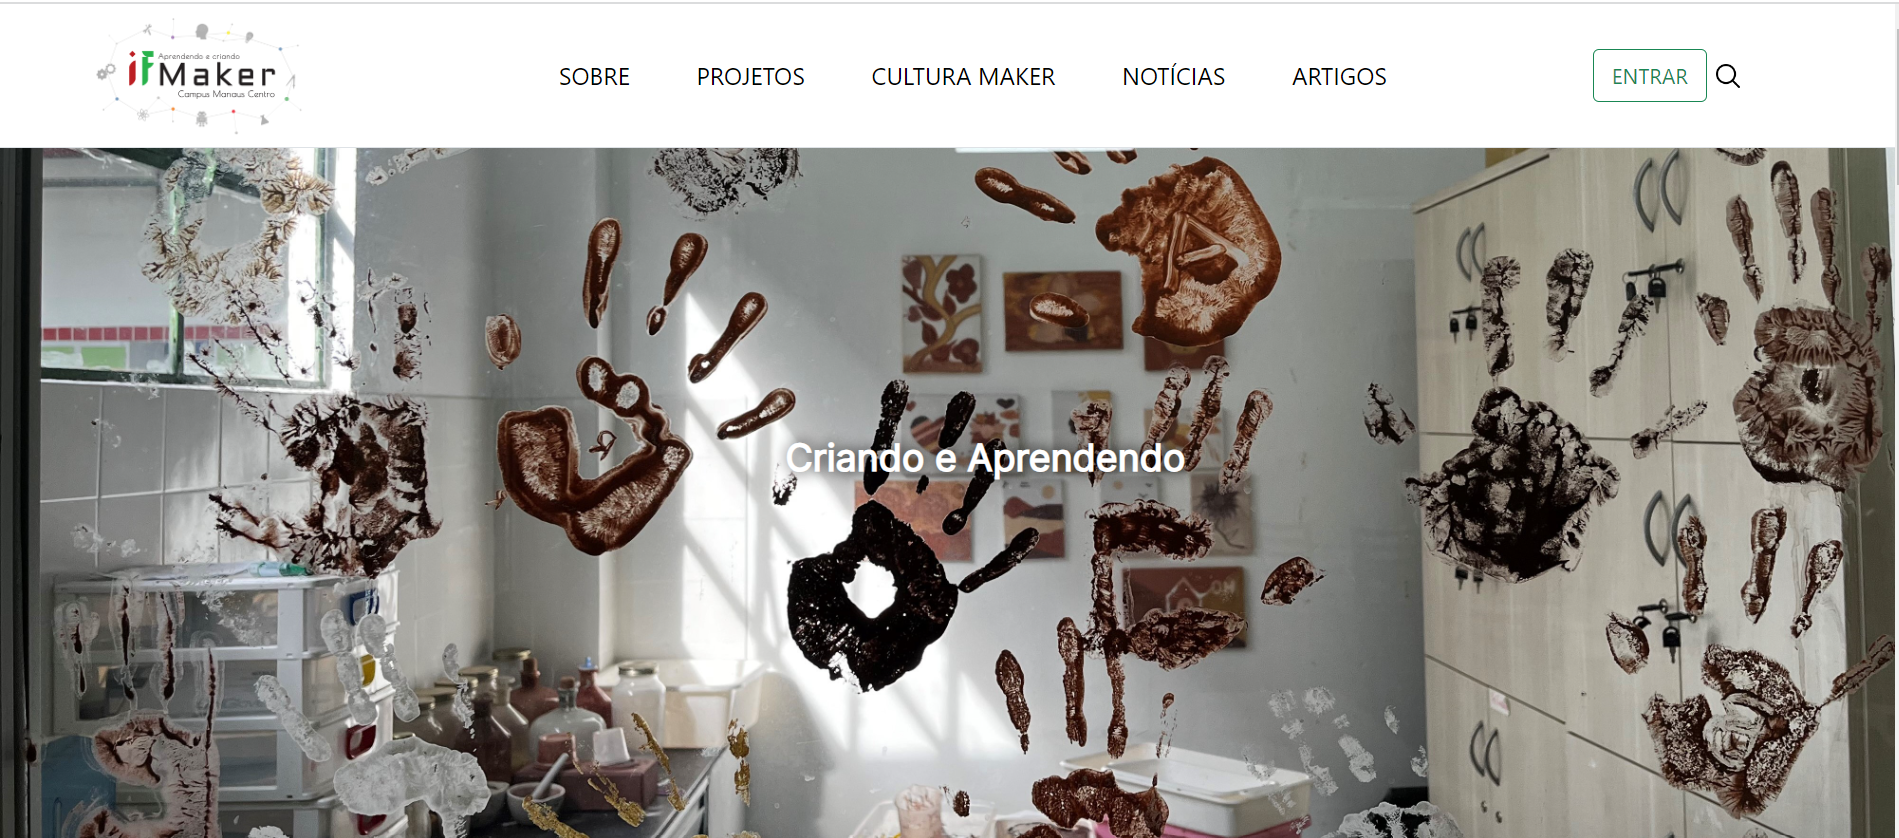 Aprendendo e criando
iFMaker
Campus Manaus Centro
SOBRE
PROJETOS
CULTURA MAKER
NOTÍCIAS
ARTIGOS
ENTRAR
Criando e Aprendendo